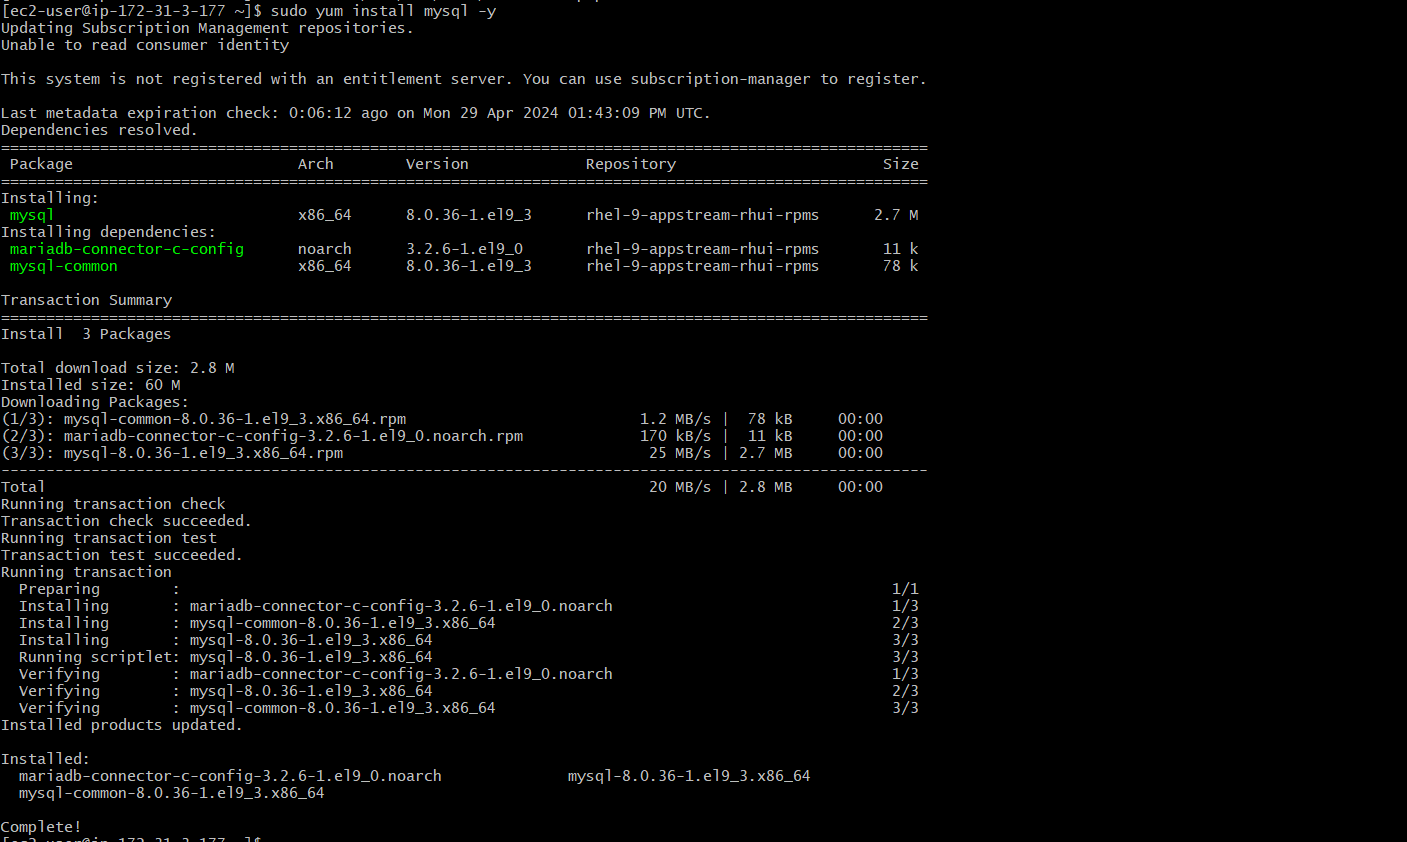 [ec2-user@ip-172-31-3-177 ~]$ sudo yum install mysql -y
Updating Subscription Management repositories.
Unable to read consumer identity
This system is not registered with an entitlement server. You can use subscription-manager to register.
Last metadata expiration check: 0:06:12 ago on Mon 29 Apr 2024 01:43:09 PM UTC.
Dependencies resolved.
=======================================================================================================
 Package                         Arch        Version             Repository                       Size
=======================================================================================================
Installing:
 mysql                           x86_64      8.0.36-1.el9_3      rhel-9-appstream-rhui-rpms      2.7 M
Installing dependencies:
 mariadb-connector-c-config      noarch      3.2.6-1.el9_0       rhel-9-appstream-rhui-rpms       11 k
 mysql-common                    x86_64      8.0.36-1.el9_3      rhel-9-appstream-rhui-rpms       78 k
Transaction Summary
=======================================================================================================
Install  3 Packages
Total download size: 2.8 M
Installed size: 60 M
Downloading Packages:
(1/3): mysql-common-8.0.36-1.el9_3.x86_64.rpm                          1.2 MB/s |  78 kB     00:00
(2/3): mariadb-connector-c-config-3.2.6-1.el9_0.noarch.rpm             170 kB/s |  11 kB     00:00
(3/3): mysql-8.0.36-1.el9_3.x86_64.rpm                                  25 MB/s | 2.7 MB     00:00
-------------------------------------------------------------------------------------------------------
Total                                                                   20 MB/s | 2.8 MB     00:00
Running transaction check
Transaction check succeeded.
Running transaction test
Transaction test succeeded.
Running transaction
  Preparing        :                                                                               1/1
  Installing       : mariadb-connector-c-config-3.2.6-1.el9_0.noarch                               1/3
  Installing       : mysql-common-8.0.36-1.el9_3.x86_64                                            2/3
  Installing       : mysql-8.0.36-1.el9_3.x86_64                                                   3/3
  Running scriptlet: mysql-8.0.36-1.el9_3.x86_64                                                   3/3
  Verifying        : mariadb-connector-c-config-3.2.6-1.el9_0.noarch                               1/3
  Verifying        : mysql-8.0.36-1.el9_3.x86_64                                                   2/3
  Verifying        : mysql-common-8.0.36-1.el9_3.x86_64                                            3/3
Installed products updated.
Installed:
  mariadb-connector-c-config-3.2.6-1.el9_0.noarch              mysql-8.0.36-1.el9_3.x86_64
  mysql-common-8.0.36-1.el9_3.x86_64
Complete!
[ec2-user@ip-172-31-3-177 ~]$